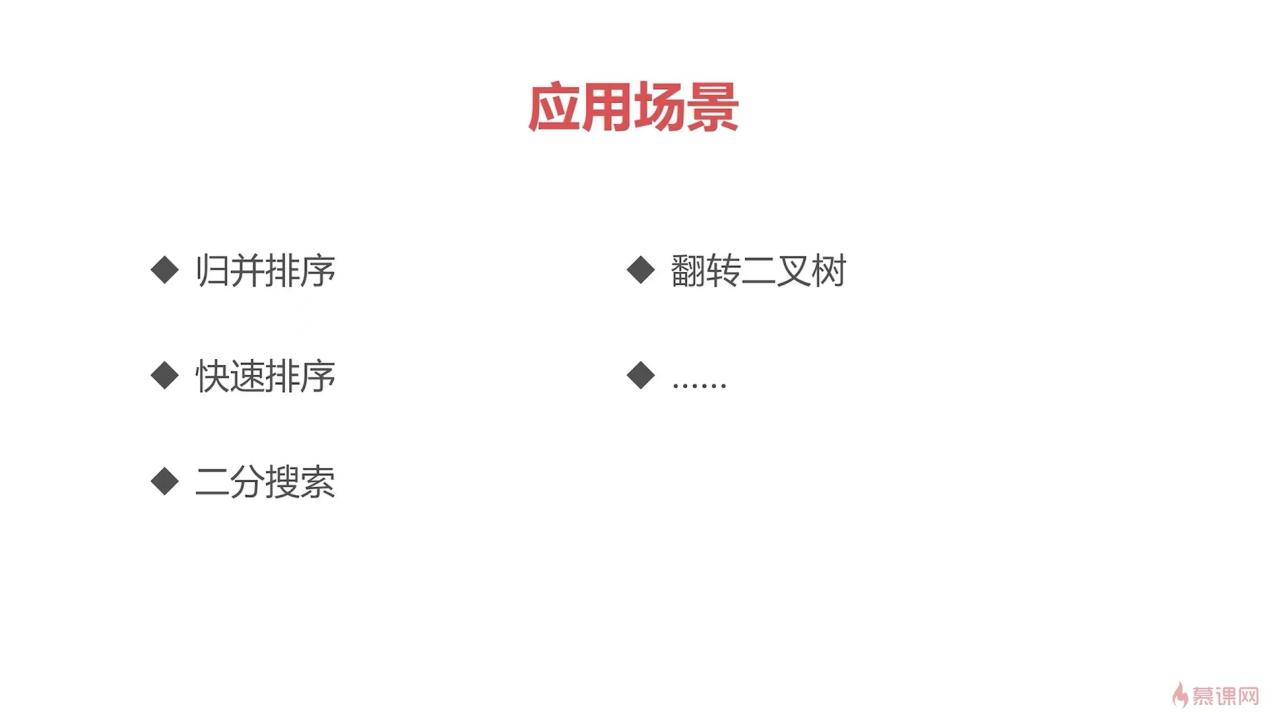 应用场景
◆ 归并排序
◆ 快速排序
◆ 二分搜索
◆ 翻转二叉树
◆ ......
慕课网